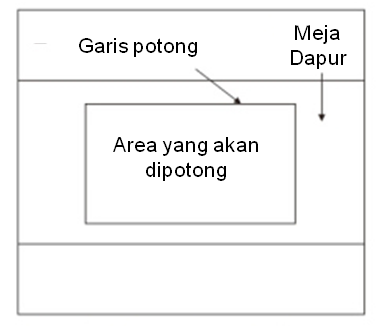 Garis potong
Meja
Dapur
Area yang akan
dipotong